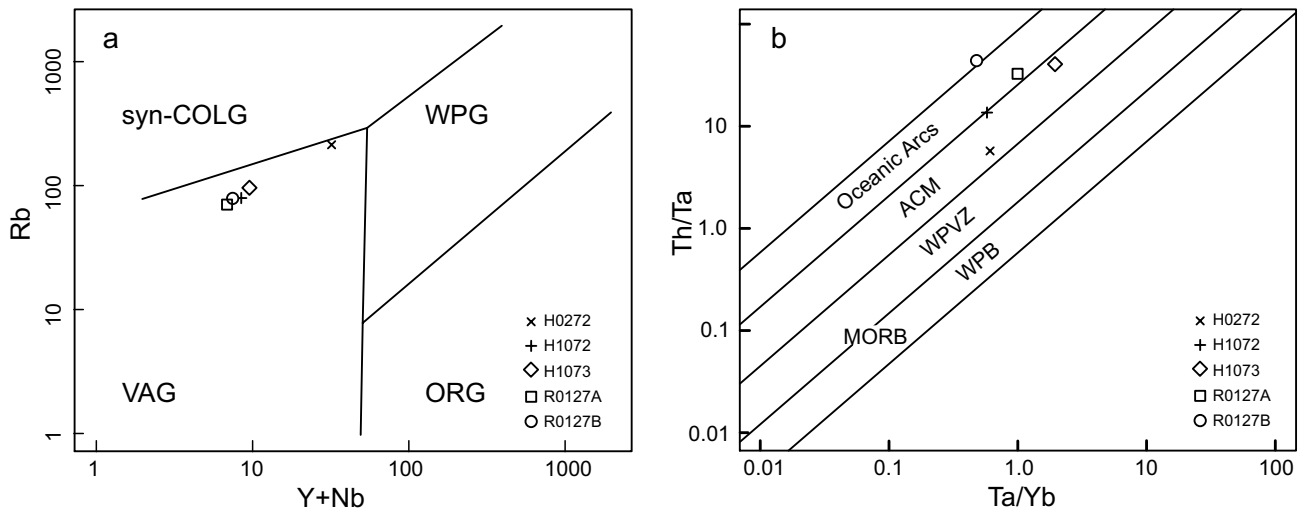 a
syn-COLG
WPG
VAG
ORG
1000
100
10
1
Rb
1
10
100
1000
Y+Nb
H0272
H1072
H1073
R0127A
R0127B
b
Oceanic Arcs
ACM
WPVZ
WPB
MORB
10
1.0
0.1
0.01
Th/Ta
0.01
0.1
1.0
10
100
Ta/Yb
H0272
H1072
H1073
R0127A
R0127B